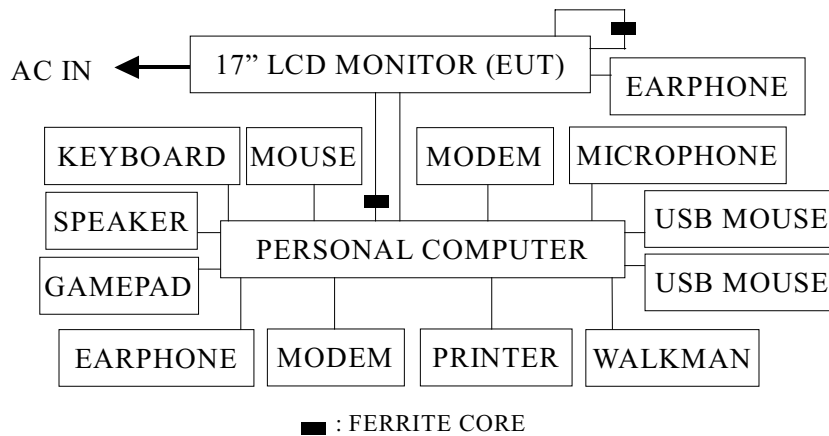 AC IN
17” LCD MONITOR (EUT)
EARPHONE
KEYBOARD
MOUSE
MODEM
MICROPHONE
SPEAKER
USB MOUSE
PERSONAL COMPUTER
GAMEPAD
USB MOUSE
EARPHONE
MODEM
PRINTER
WALKMAN
: FERRITE CORE